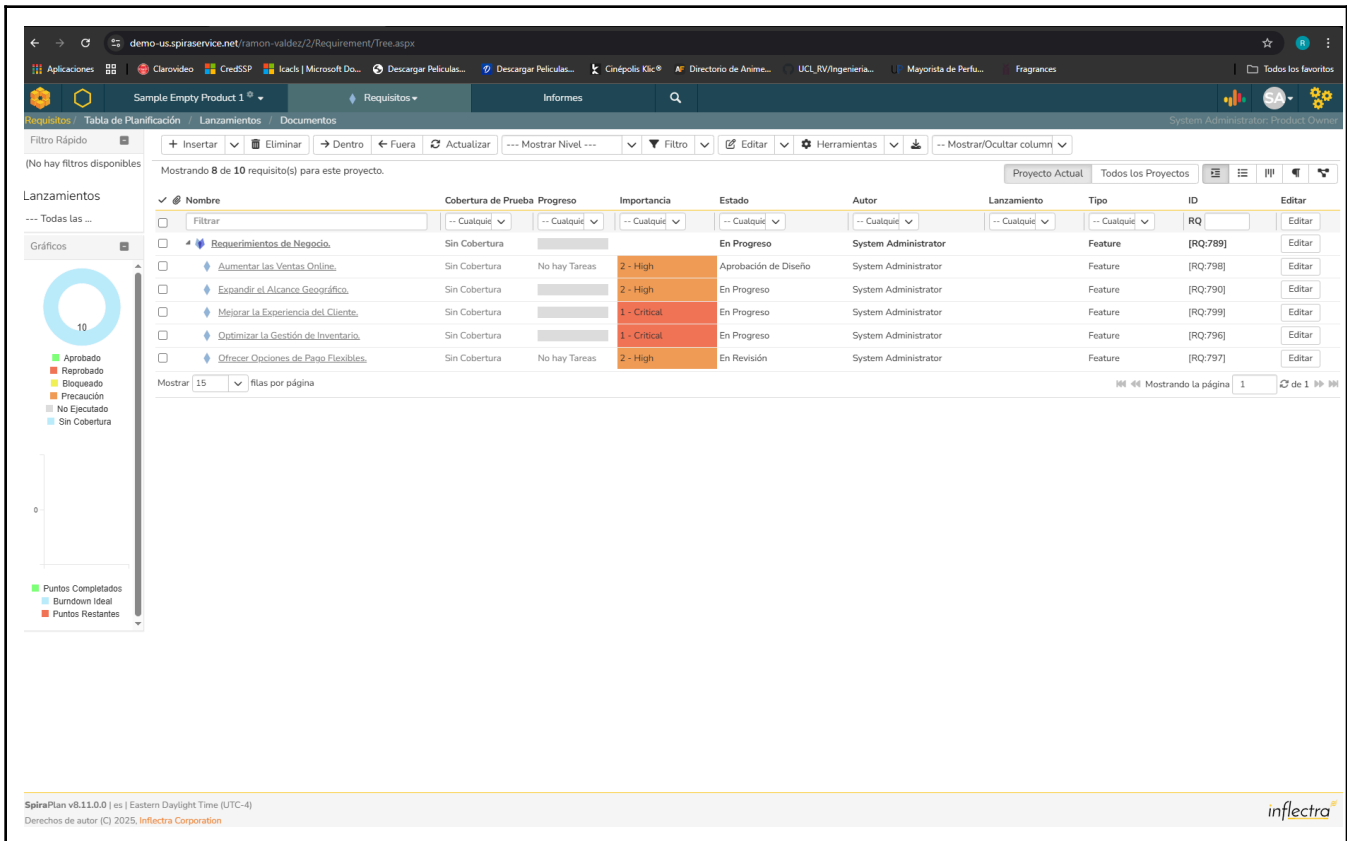 demo-us.spiraservice.net/ramon-valdez/2/Requirement/Tree.aspx R
Aplicaciones Clarovideo CredSSP Icacls | Microsoft Do... Descargar Peliculas... Descargar Peliculas... Cinépolis Klic® AF Directorio de Anime... UCL_RV/Ingenieria... Mayorista de Perfu... Fragrances Todos los favoritos
Sample Empty Product 1 Requisitos Informes SA
Requisitos / Tabla de Planificación / Lanzamientos / Documentos System Administrator: Product Owner
Filtro Rápido
(No hay filtros disponibles
Lanzamientos
--- Todas las ...
Gráficos
10
Aprobado
Reprobado
Bloqueado
Precaución
No Ejecutado
Sin Cobertura
0
Puntos Completados
Burndown Ideal
Puntos Restantes
Insertar Eliminar Dentro Fuera Actualizar --- Mostrar Nivel --- Filtro Editar Herramientas -- Mostrar/Ocultar column
Mostrando 8 de 10 requisito(s) para este proyecto. Proyecto Actual Todos los Proyectos
Nombre Cobertura de Prueba Progreso Importancia Estado Autor Lanzamiento Tipo ID Editar
Filtrar -- Cualquie -- Cualquie -- Cualquie -- Cualquie -- Cualquie -- Cualquie -- Cualquie RQ Editar
Requerimientos de Negocio. Sin Cobertura En Progreso System Administrator Feature [RQ:789] Editar
Aumentar las Ventas Online. Sin Cobertura No hay Tareas 2 - High Aprobación de Diseño System Administrator Feature [RQ:798] Editar
Expandir el Alcance Geográfico. Sin Cobertura 2 - High En Progreso System Administrator Feature [RQ:790] Editar
Mejorar la Experiencia del Cliente. Sin Cobertura 1 - Critical En Progreso System Administrator Feature [RQ:799] Editar
Optimizar la Gestión de Inventario. Sin Cobertura 1 - Critical En Progreso System Administrator Feature [RQ:796] Editar
Ofrecer Opciones de Pago Flexibles. Sin Cobertura No hay Tareas 2 - High En Revisión System Administrator Feature [RQ:797] Editar
Mostrar 15 filas por página Mostrando la página 1 de 1
SpiraPlan v8.11.0.0 | es | Eastern Daylight Time (UTC-4)
Derechos de autor (C) 2025, Inflectra Corporation
inflectra